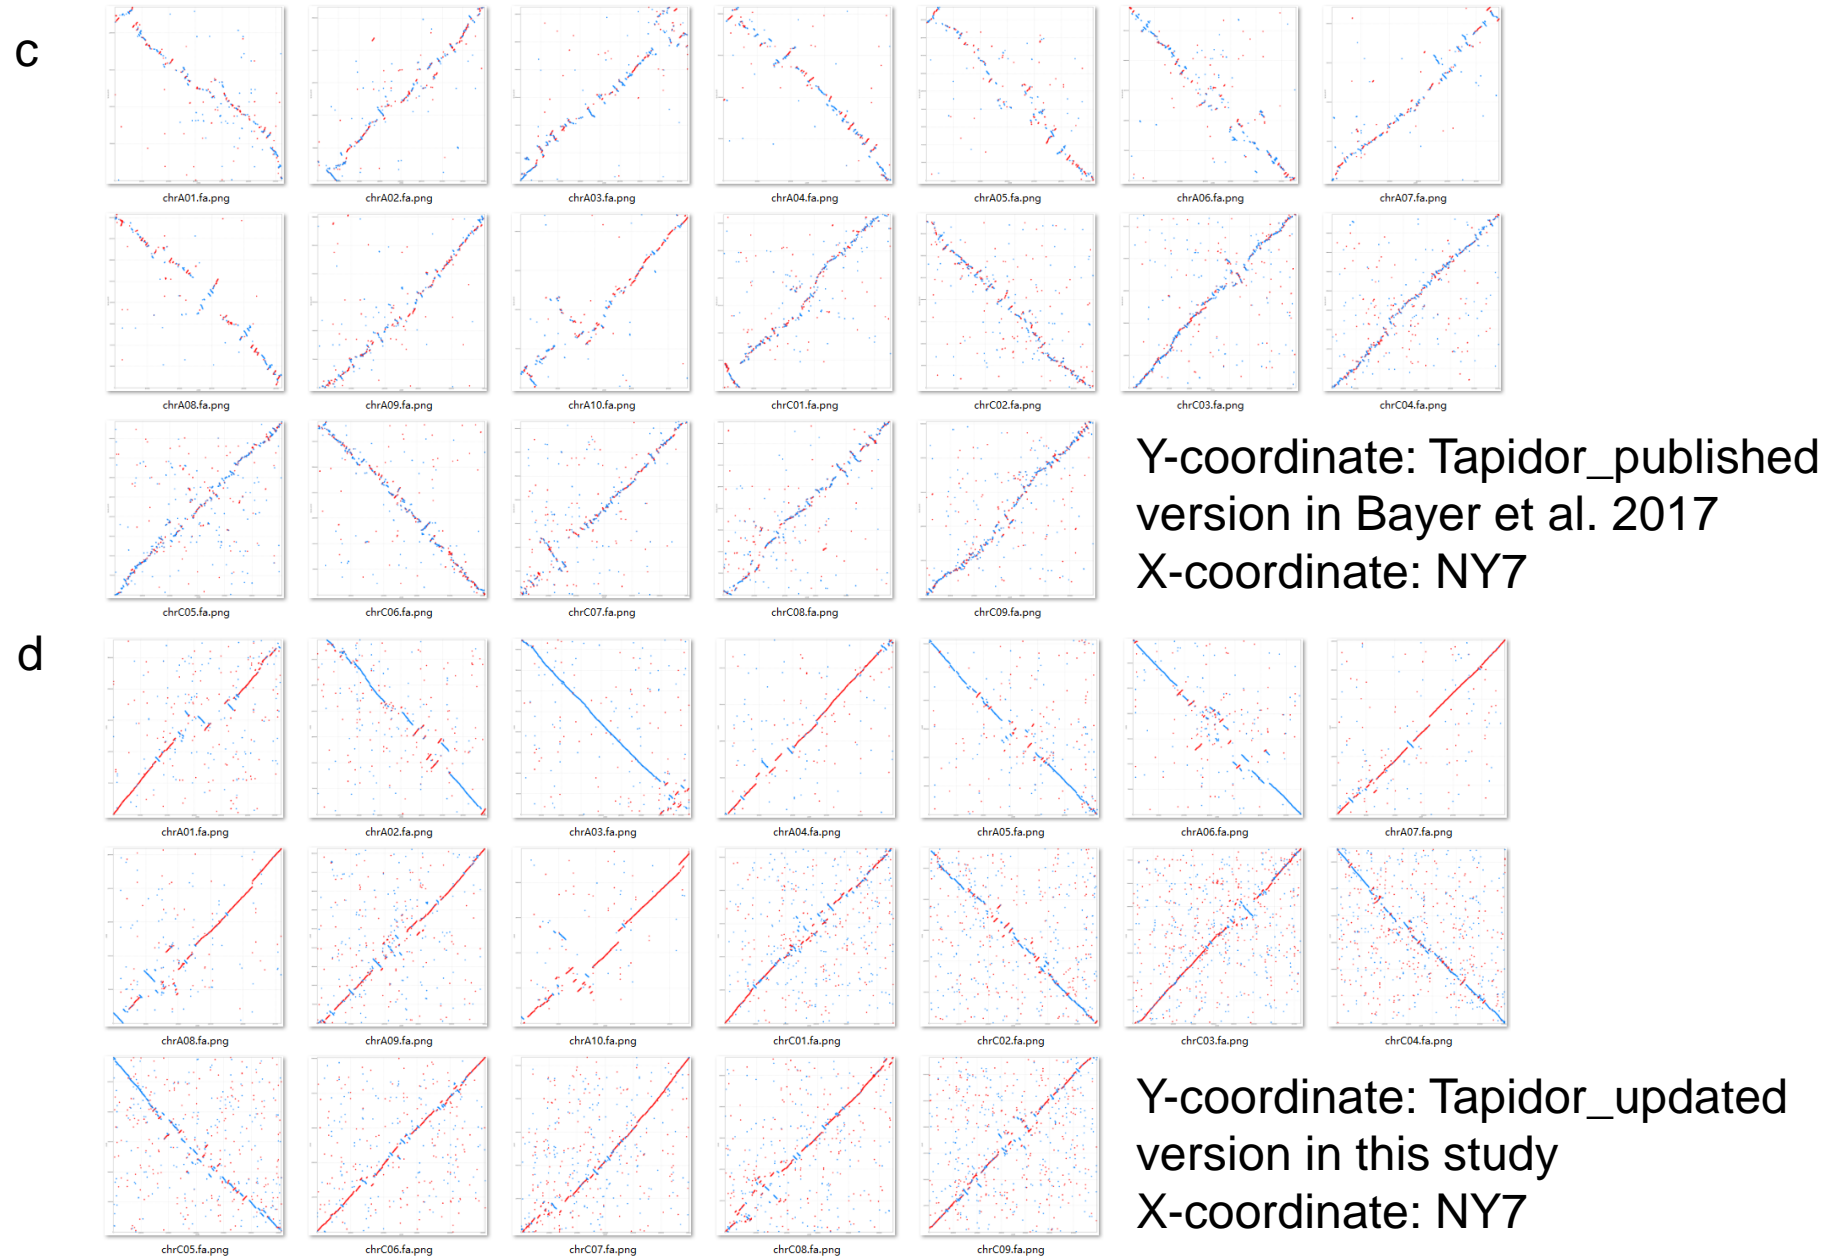 c
chrA01.fa.png
chrA02.fa.png
chrA03.fa.png
chrA04.fa.png
chrA05.fa.png
chrA06.fa.png
chrA07.fa.png
chrA08.fa.png
chrA09.fa.png
chrA10.fa.png
chrC01.fa.png
chrC02.fa.png
chrC03.fa.png
chrC04.fa.png
chrC05.fa.png
chrC06.fa.png
chrC07.fa.png
chrC08.fa.png
chrC09.fa.png
Y-coordinate: Tapidor_published
version in Bayer et al. 2017
X-coordinate: NY7
d
chrA01.fa.png
chrA02.fa.png
chrA03.fa.png
chrA04.fa.png
chrA05.fa.png
chrA06.fa.png
chrA07.fa.png
chrA08.fa.png
chrA09.fa.png
chrA10.fa.png
chrC01.fa.png
chrC02.fa.png
chrC03.fa.png
chrC04.fa.png
chrC05.fa.png
chrC06.fa.png
chrC07.fa.png
chrC08.fa.png
chrC09.fa.png
Y-coordinate: Tapidor_updated
version in this study
X-coordinate: NY7